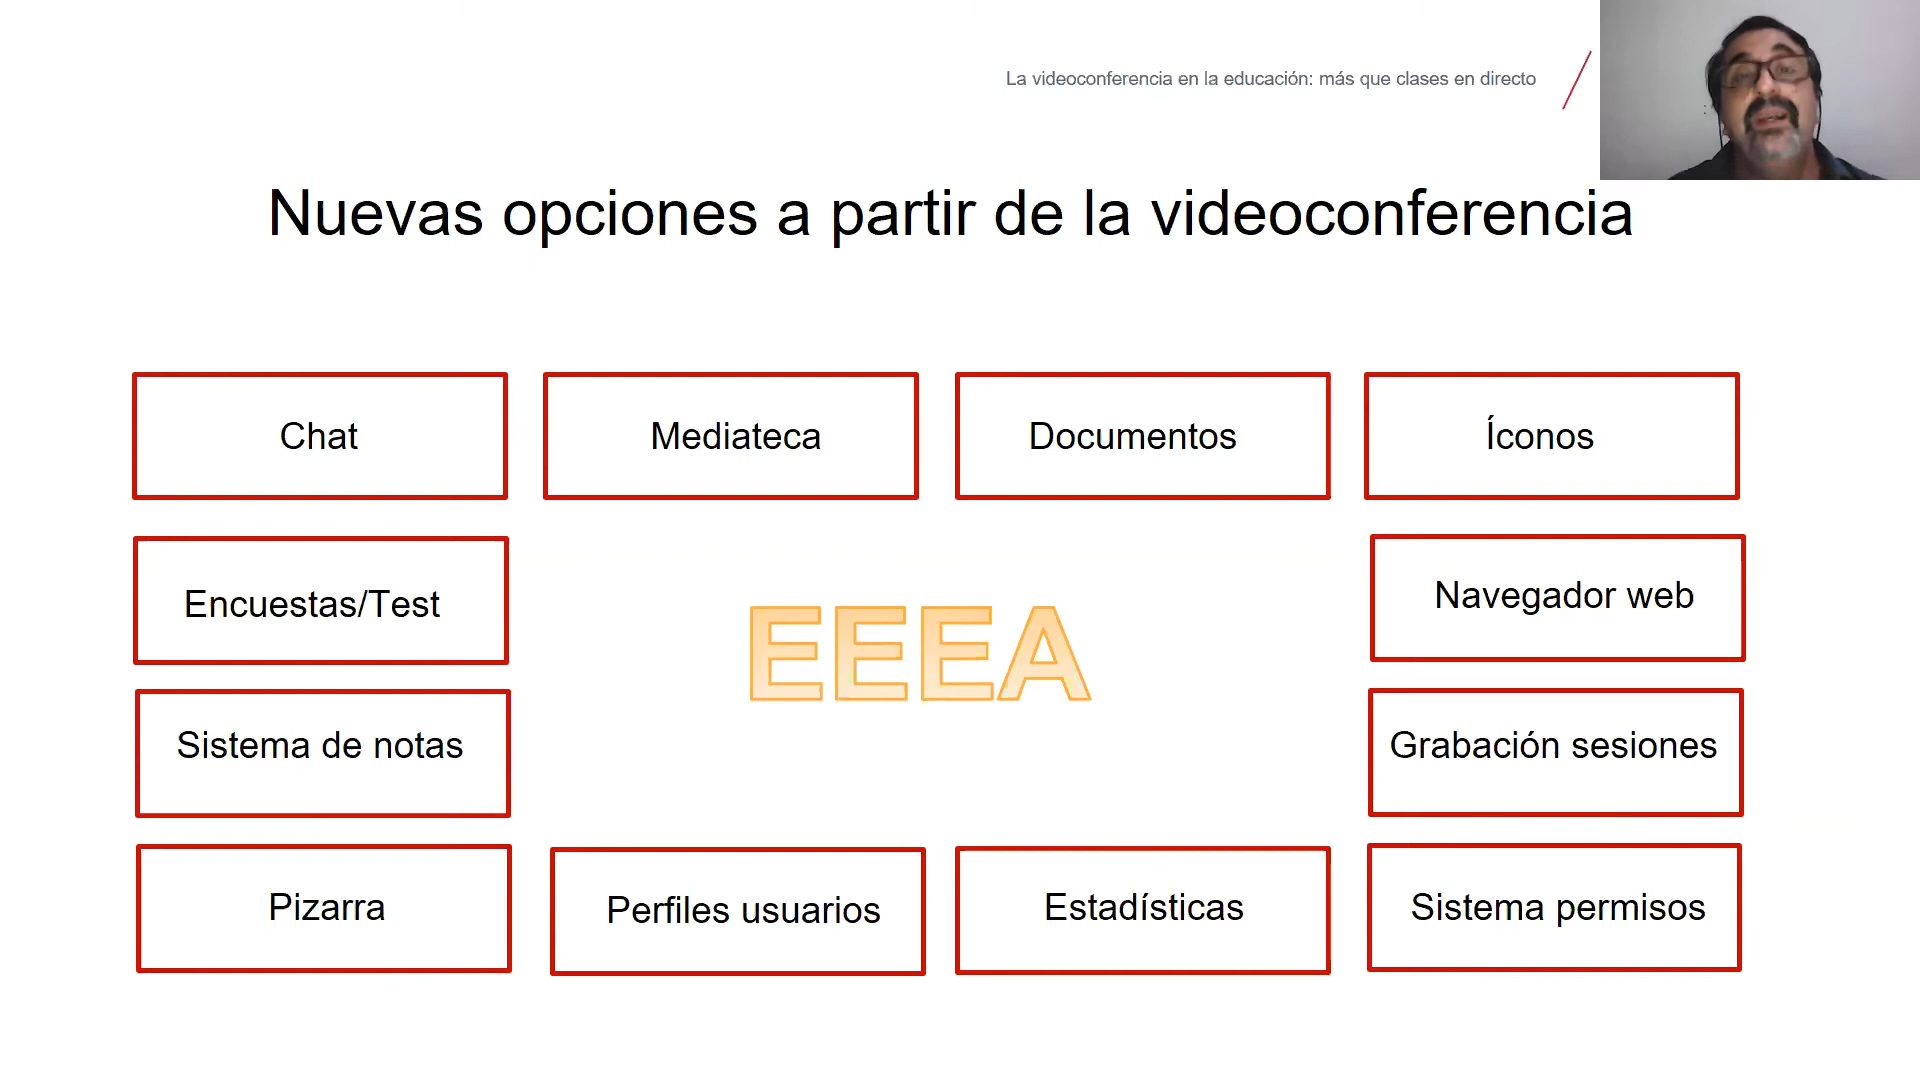 La videoconferencia en la educación: más que clases en directo
Nuevas opciones a partir de la videoconferencia
Chat
Mediateca
Documentos
Íconos
Encuestas/Test
EEEA
Navegador web
Sistema de notas
Grabación sesiones
Pizarra
Perfiles usuarios
Estadísticas
Sistema permisos